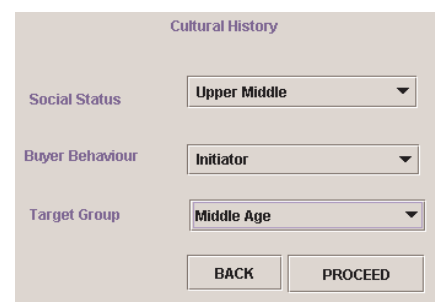 Cultural History
Social Status Upper Middle
Buyer Behaviour Initiator
Target Group Middle Age
BACK PROCEED